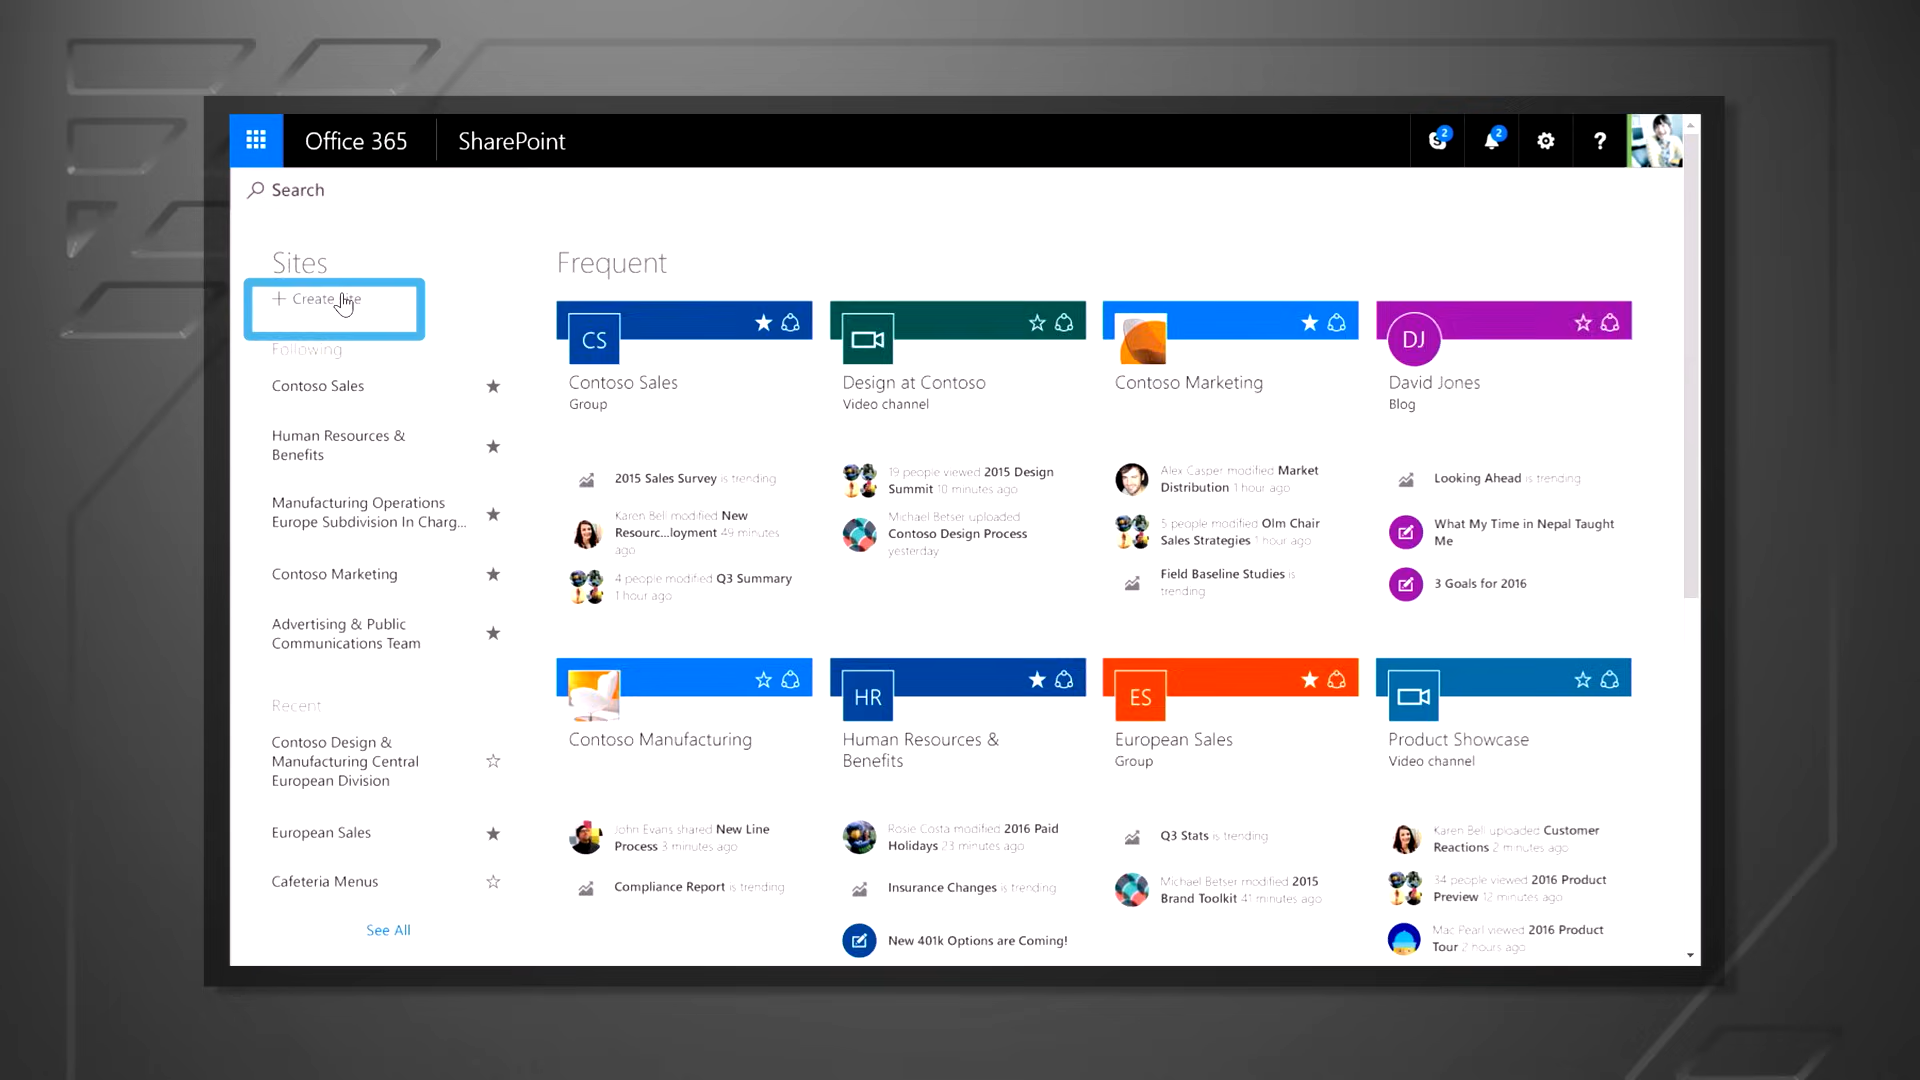 Office 365
SharePoint
2
2
?
Search
Sites
+ Create
Following
Contoso Sales
Human Resources &
Benefits
Manufacturing Operations
Europe Subdivision In Charg...
Contoso Marketing
Advertising & Public
Communications Team
Recent
Contoso Design &
Manufacturing Central
European Division
European Sales
Cafeteria Menus
See All
Frequent
CS
Contoso Sales
Group
2015 Sales Survey is trending
Karen Bell modified New
Resourc...loyment 49 minutes
ago
4 people modified Q3 Summary
1 hour ago
Design at Contoso
Video channel
19 people viewed 2015 Design
Summit 10 minutes ago
Michael Betser uploaded
Contoso Design Process
yesterday
Contoso Marketing
Alex Casper modified Market
Distribution 1 hour ago
5 people modified Olm Chair
Sales Strategies 1 hour ago
Field Baseline Studies is
trending
DJ
David Jones
Blog
Looking Ahead is trending
What My Time in Nepal Taught
Me
3 Goals for 2016
Contoso Manufacturing
John Evans shared New Line
Process 3 minutes ago
Compliance Report is trending
HR
Human Resources &
Benefits
Rosie Costa modified 2016 Paid
Holidays 23 minutes ago
Insurance Changes is trending
New 401k Options are Coming!
ES
European Sales
Group
Q3 Stats is trending
Michael Betser modified 2015
Brand Toolkit 41 minutes ago
Product Showcase
Video channel
Karen Bell uploaded Customer
Reactions 2 minutes ago
34 people viewed 2016 Product
Preview 12 minutes ago
Mac Pearl viewed 2016 Product
Tour 2 hours ago